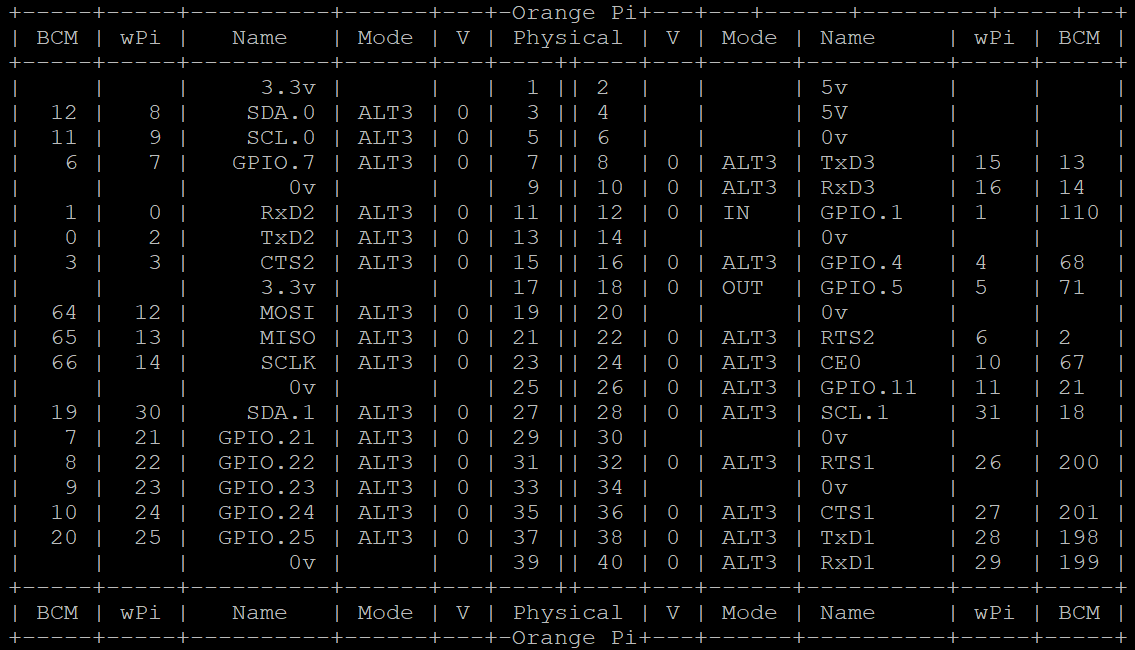 +-----+-----+----------+------+---+-Orange Pi+---+---+------+---------+-----+--+
| BCM | wPi |   Name   | Mode | V | Physical | V | Mode | Name     | wPi | BCM |
+-----+-----+----------+------+---+----++----+---+------+----------+-----+-----+
|     |     |     3.3v |      |   |  1 || 2  |   |      | 5v       |     |     |
|  12 |   8 |    SDA.0 | ALT3 | 0 |  3 || 4  |   |      | 5V       |     |     |
|  11 |   9 |    SCL.0 | ALT3 | 0 |  5 || 6  |   |      | 0v       |     |     |
|   6 |   7 |   GPIO.7 | ALT3 | 0 |  7 || 8  | 0 | ALT3 | TxD3     | 15  | 13  |
|     |     |       0v |      |   |  9 || 10 | 0 | ALT3 | RxD3     | 16  | 14  |
|   1 |   0 |     RxD2 | ALT3 | 0 | 11 || 12 | 0 | IN   | GPIO.1   | 1   | 110 |
|   0 |   2 |     TxD2 | ALT3 | 0 | 13 || 14 |   |      | 0v       |     |     |
|   3 |   3 |     CTS2 | ALT3 | 0 | 15 || 16 | 0 | ALT3 | GPIO.4   | 4   | 68  |
|     |     |     3.3v |      |   | 17 || 18 | 0 | OUT  | GPIO.5   | 5   | 71  |
|  64 |  12 |     MOSI | ALT3 | 0 | 19 || 20 |   |      | 0v       |     |     |
|  65 |  13 |     MISO | ALT3 | 0 | 21 || 22 | 0 | ALT3 | RTS2     | 6   | 2   |
|  66 |  14 |     SCLK | ALT3 | 0 | 23 || 24 | 0 | ALT3 | CE0      | 10  | 67  |
|     |     |       0v |      |   | 25 || 26 | 0 | ALT3 | GPIO.11  | 11  | 21  |
|  19 |  30 |    SDA.1 | ALT3 | 0 | 27 || 28 | 0 | ALT3 | SCL.1    | 31  | 18  |
|   7 |  21 |  GPIO.21 | ALT3 | 0 | 29 || 30 |   |      | 0v       |     |     |
|   8 |  22 |  GPIO.22 | ALT3 | 0 | 31 || 32 | 0 | ALT3 | RTS1     | 26  | 200 |
|   9 |  23 |  GPIO.23 | ALT3 | 0 | 33 || 34 |   |      | 0v       |     |     |
|  10 |  24 |  GPIO.24 | ALT3 | 0 | 35 || 36 | 0 | ALT3 | CTS1     | 27  | 201 |
|  20 |  25 |  GPIO.25 | ALT3 | 0 | 37 || 38 | 0 | ALT3 | TxD1     | 28  | 198 |
|     |     |       0v |      |   | 39 || 40 | 0 | ALT3 | RxD1     | 29  | 199 |
+-----+-----+----------+------+---+----++----+---+------+----------+-----+-----+
| BCM | wPi |   Name   | Mode | V | Physical | V | Mode | Name     | wPi | BCM |
+-----+-----+----------+------+---+-Orange Pi+---+------+----------+-----+-----+